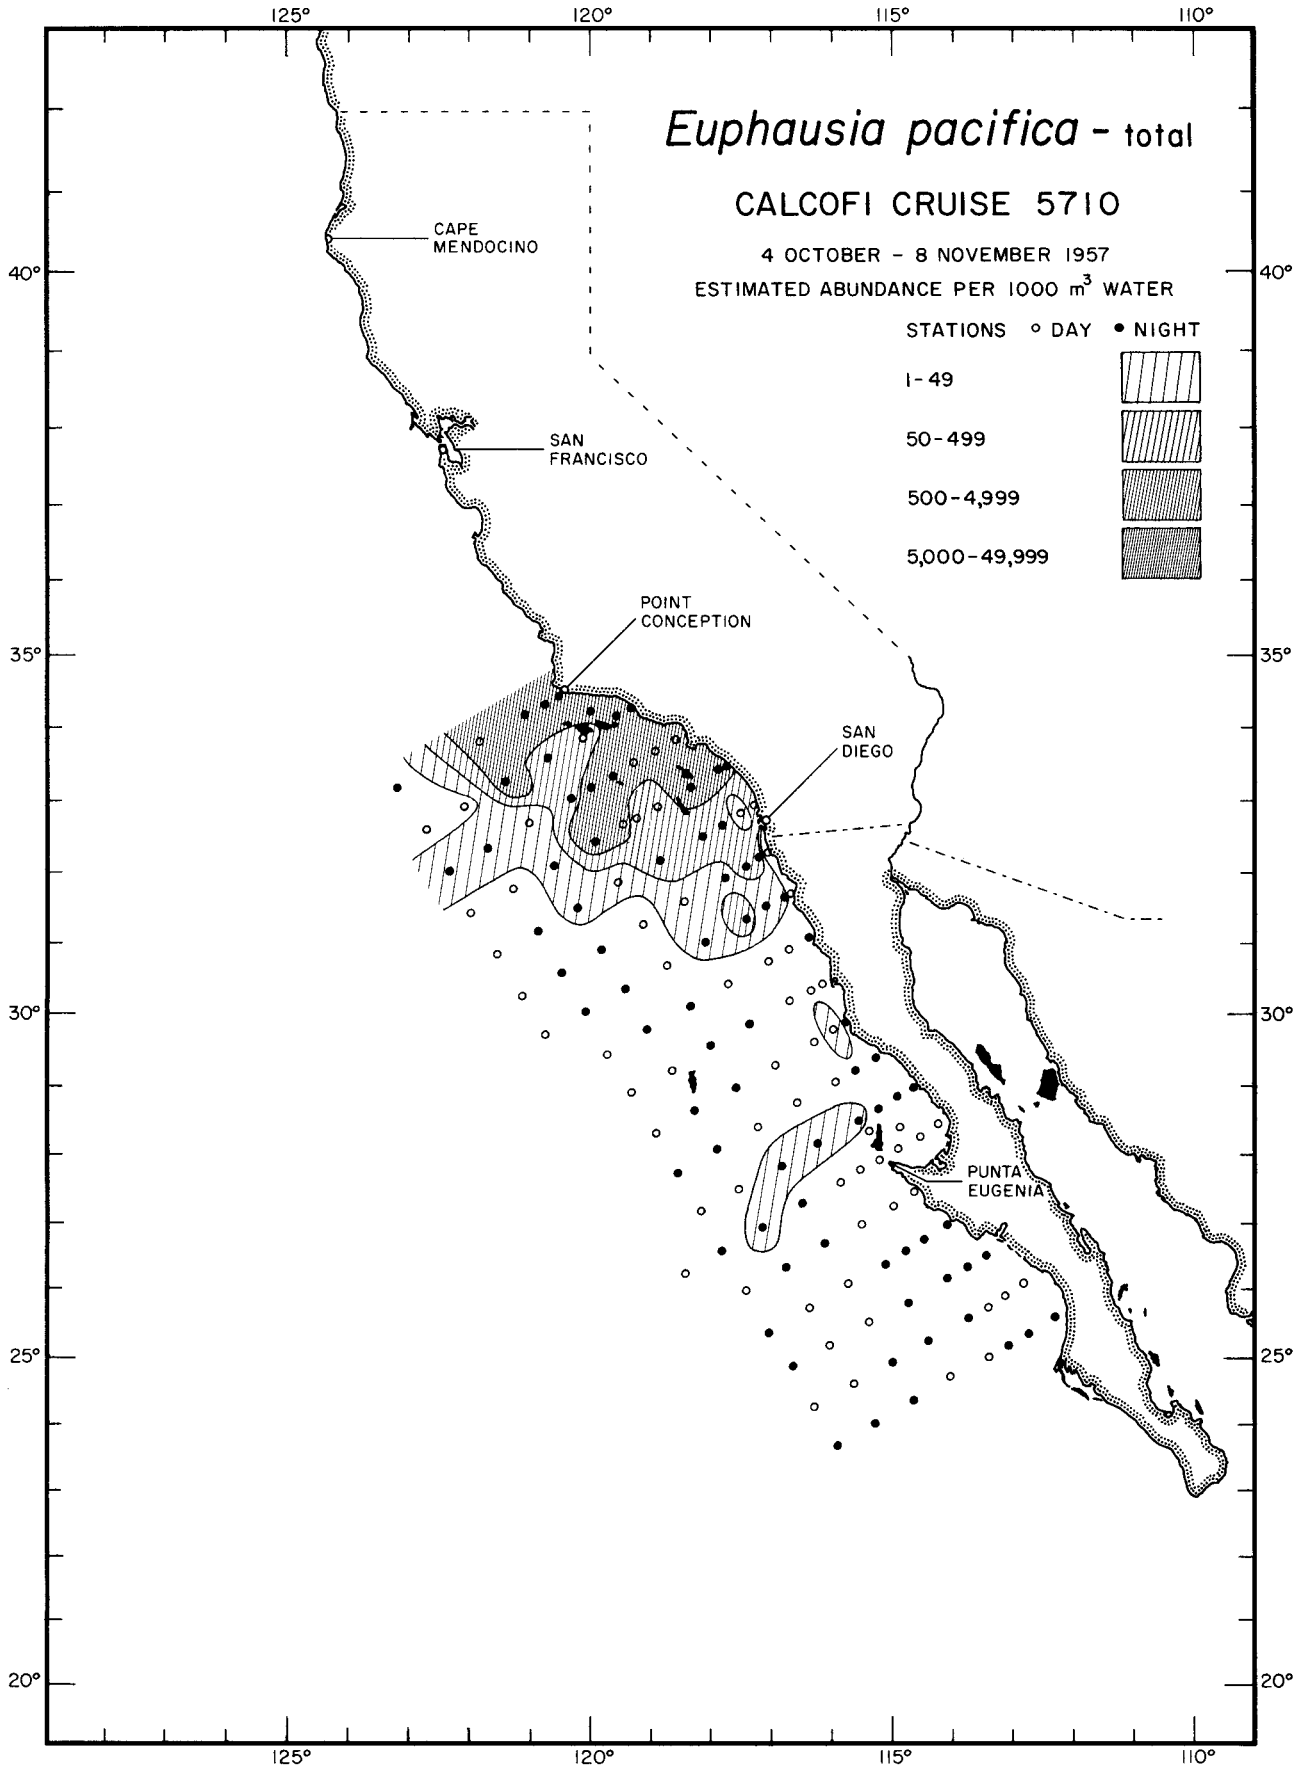 125° 120° 115° 110°
Euphausia pacifica - total
CALCOFI CRUISE 5710
4 OCTOBER - 8 NOVEMBER 1957
ESTIMATED ABUNDANCE PER 1000 m³ WATER
STATIONS ○ DAY ● NIGHT
1-49
50-499
500-4,999
5,000-49,999
CAPE
MENDOCINO
40° 40°
SAN
FRANCISCO
POINT
CONCEPTION
35° 35°
SAN
DIEGO
30° 30°
PUNTA
EUGENIA
25° 25°
20° 20°
125° 120° 115° 110°